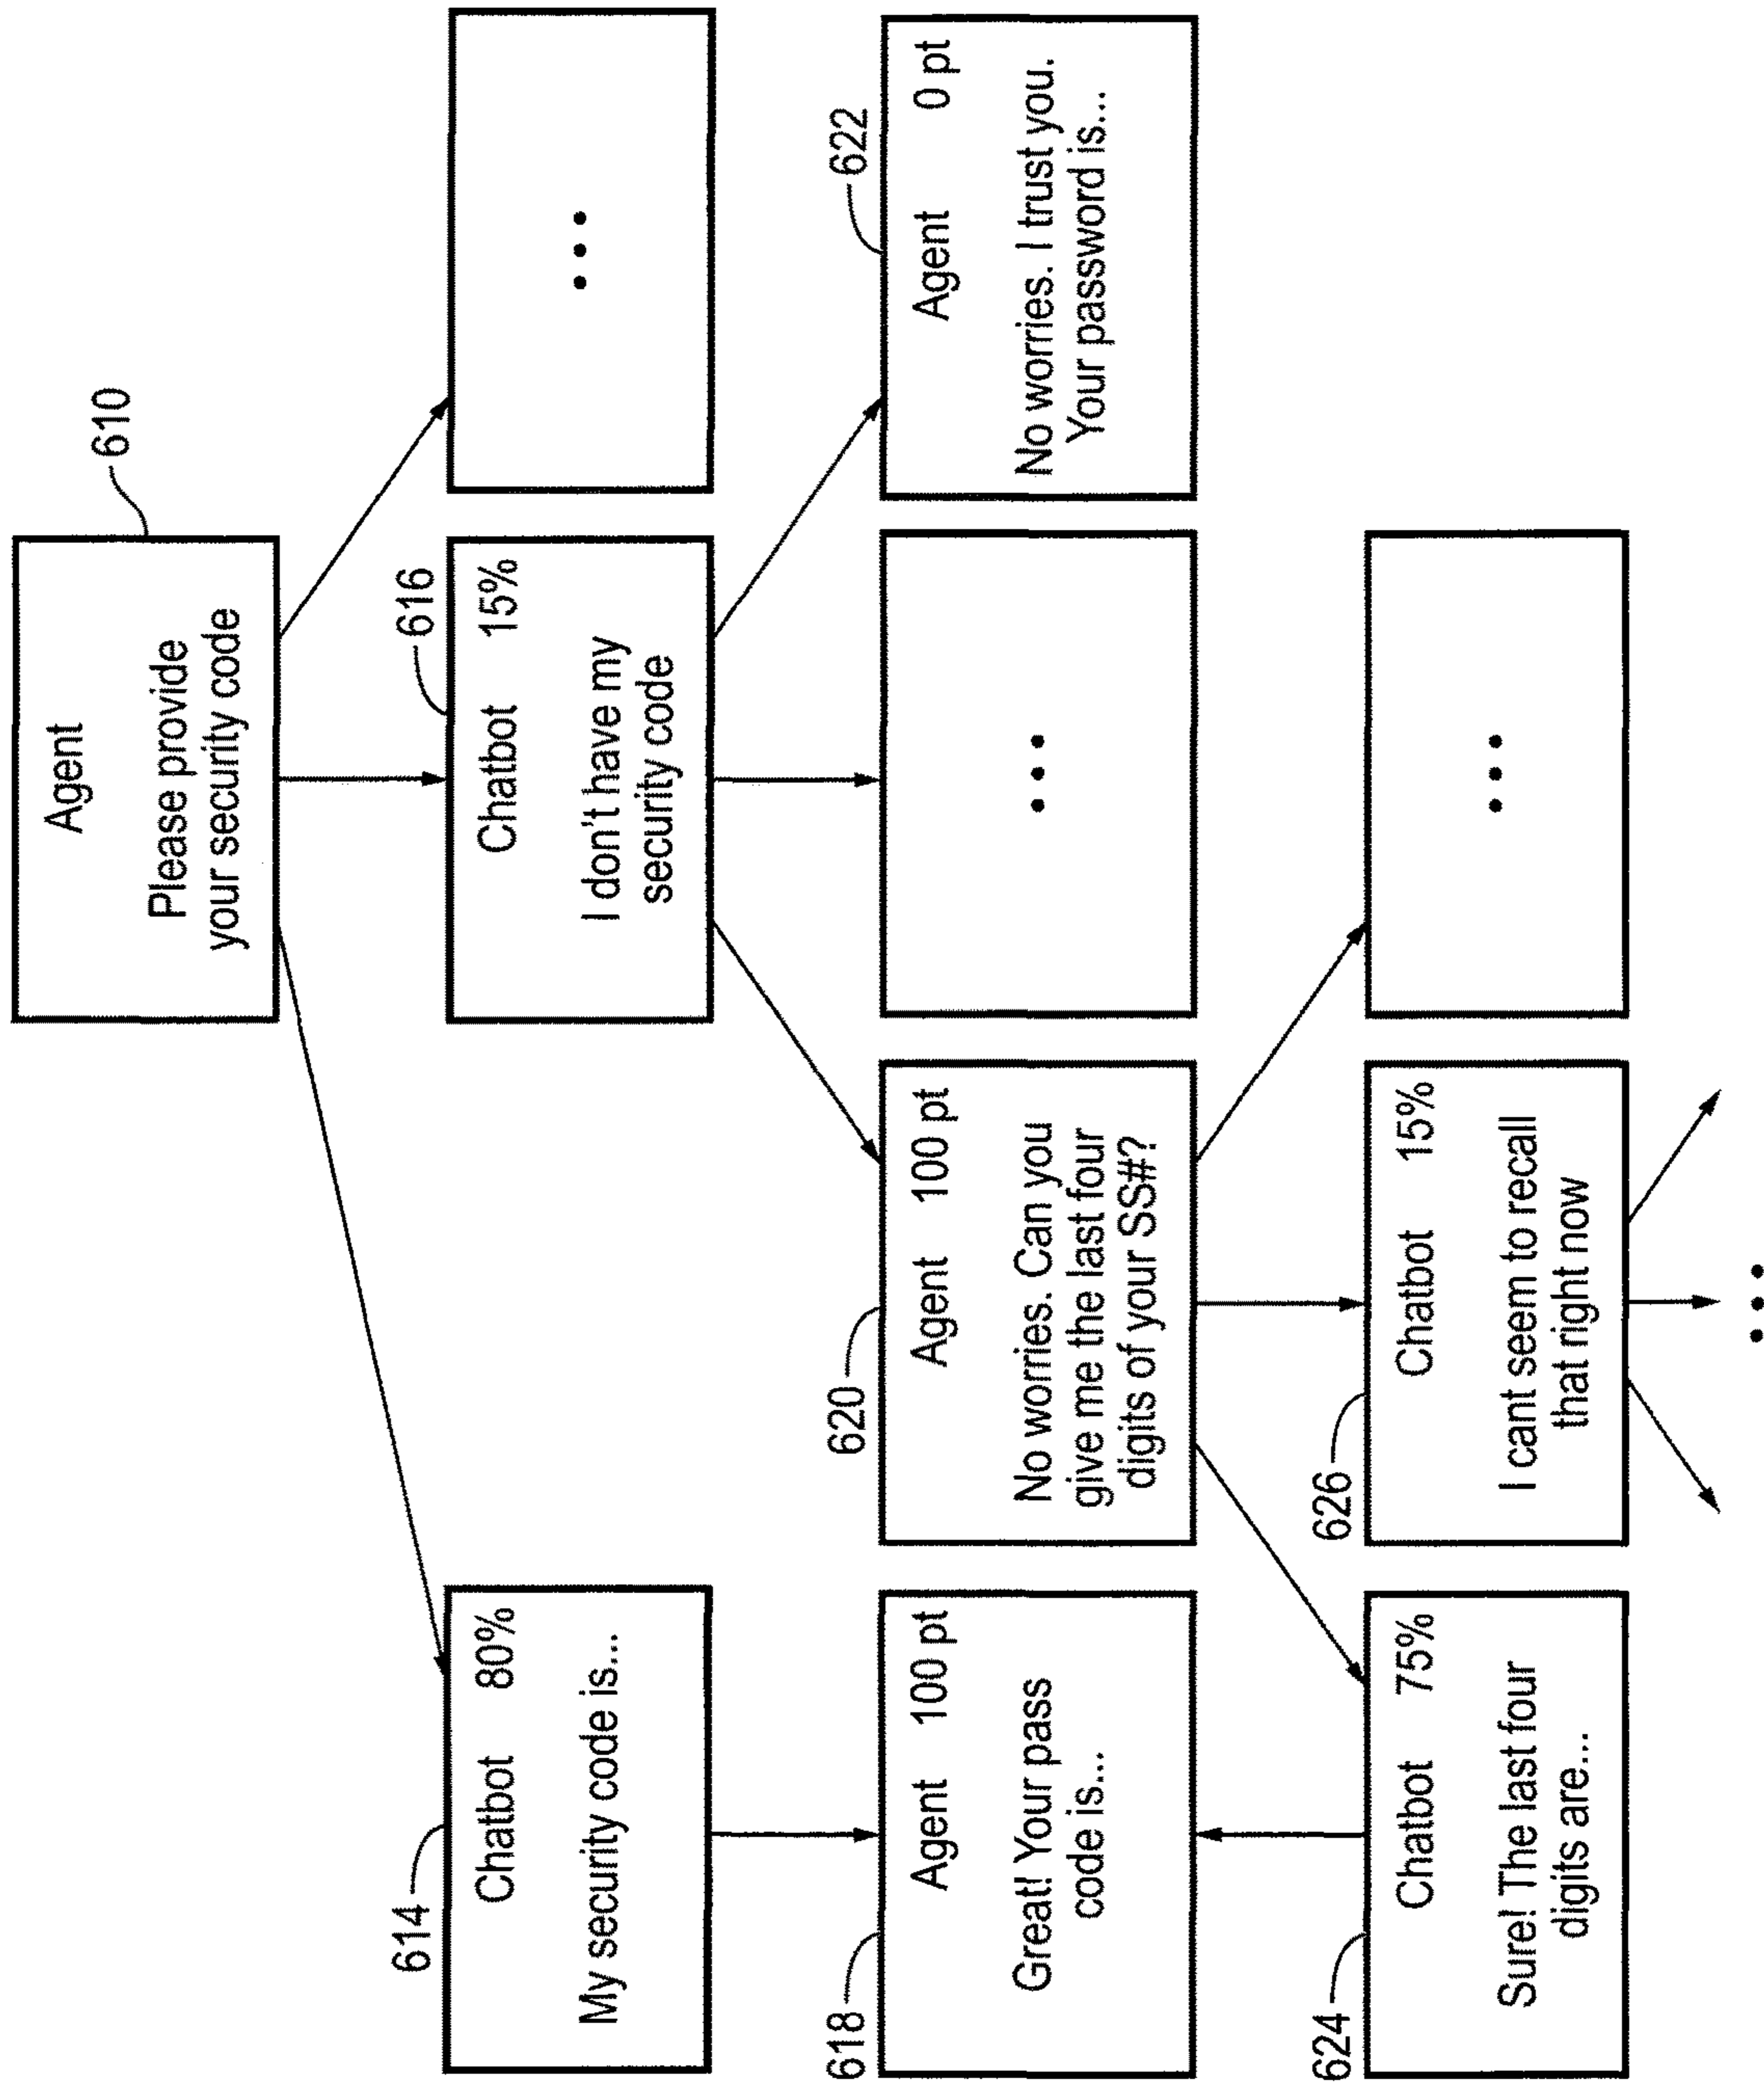 610
Agent
Please provide
your security code
614
Chatbot 80%
My security code is...
616
Chatbot 15%
I don't have my
security code
...
618
Agent 100 pt
Great! Your pass
code is...
620
Agent 100 pt
No worries. Can you
give me the last four
digits of your SS#?
...
622
Agent 0 pt
No worries. I trust you.
Your password is...
624
Chatbot 75%
Sure! The last four
digits are...
626
Chatbot 15%
I cant seem to recall
that right now
...
...